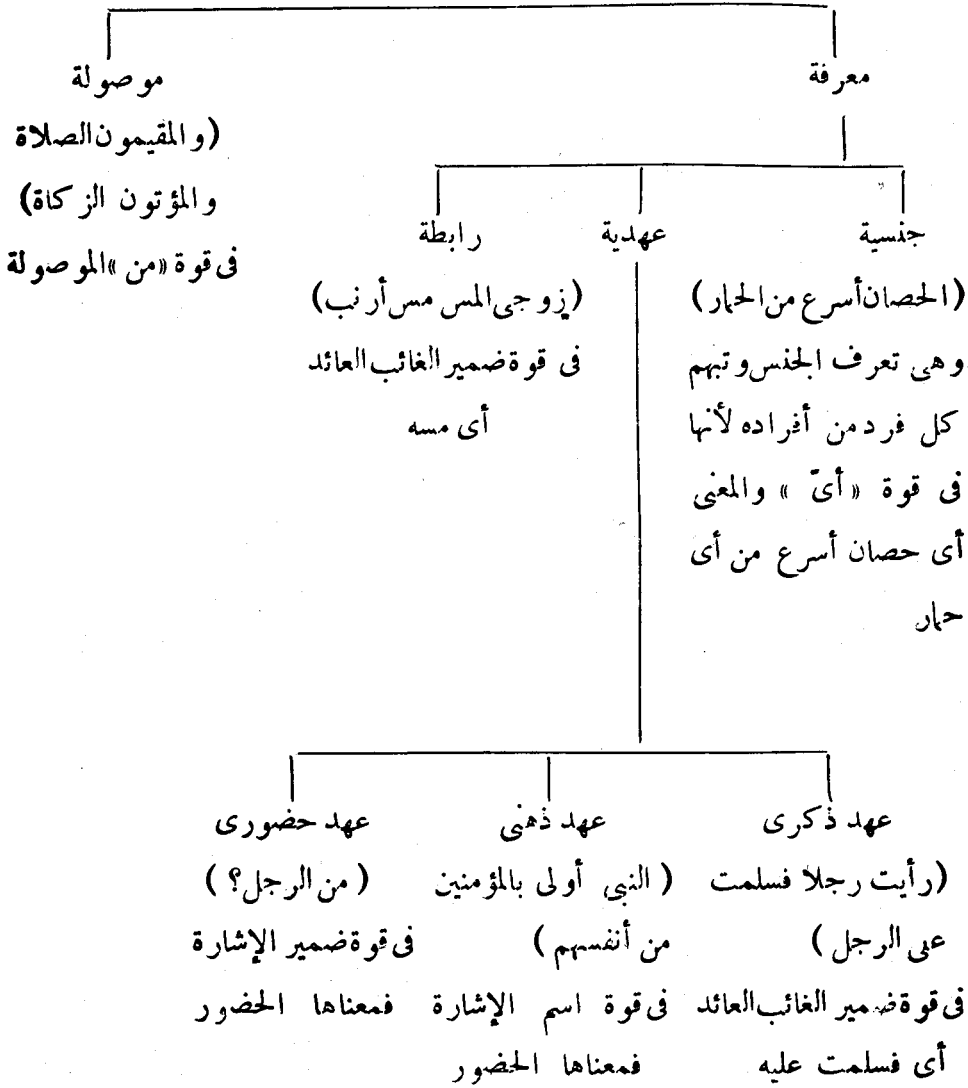 معرفة
موصولة
(والمقيمون الصلاة
والمؤتون الزكاة)
فى قوة «من» الموصولة
جنسية
عهدية
رابطة
(الحصان أسرع من الحمار)
وهى تعرف الجنس وتبهم
كل فرد من أفراده لأنها
فى قوة «أىّ» والمعنى
أى حصان أسرع من أى
حمار
(زوجى المس مس أرنب)
فى قوة ضمير الغائب العائد
أى مسه
عهد ذكرى
(رأيت رجلا فسلمت
على الرجل)
فى قوة ضمير الغائب العائد
أى فسلمت عليه
عهد ذهنى
(النبى أولى بالمؤمنين
من أنفسهم)
فى قوة اسم الإشارة
فمعناها الحضور
عهد حضورى
(من الرجل؟)
فى قوة ضمير الإشارة
فمعناها الحضور